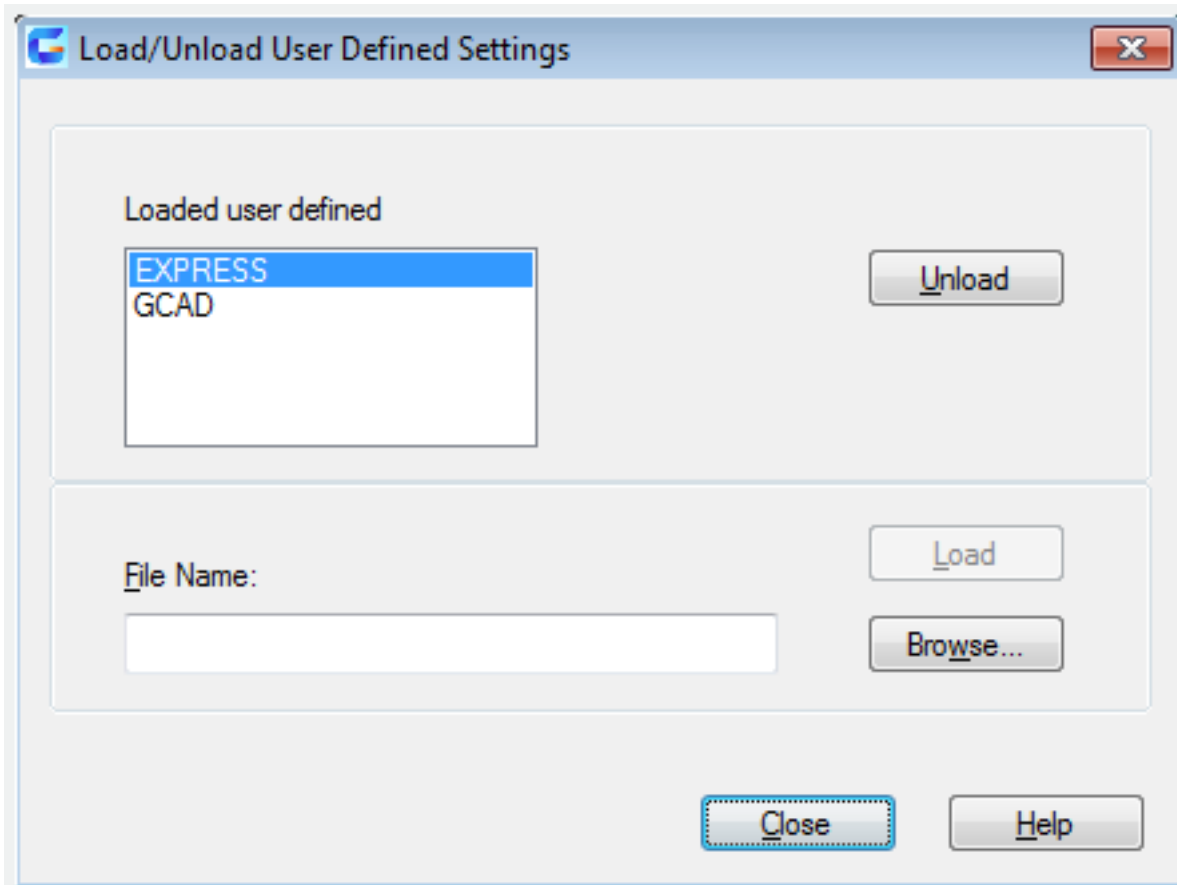 Load/Unload User Defined Settings
Loaded user defined
EXPRESS
Unload
GCAD
Load
File Name:
Browse...
Close
Help